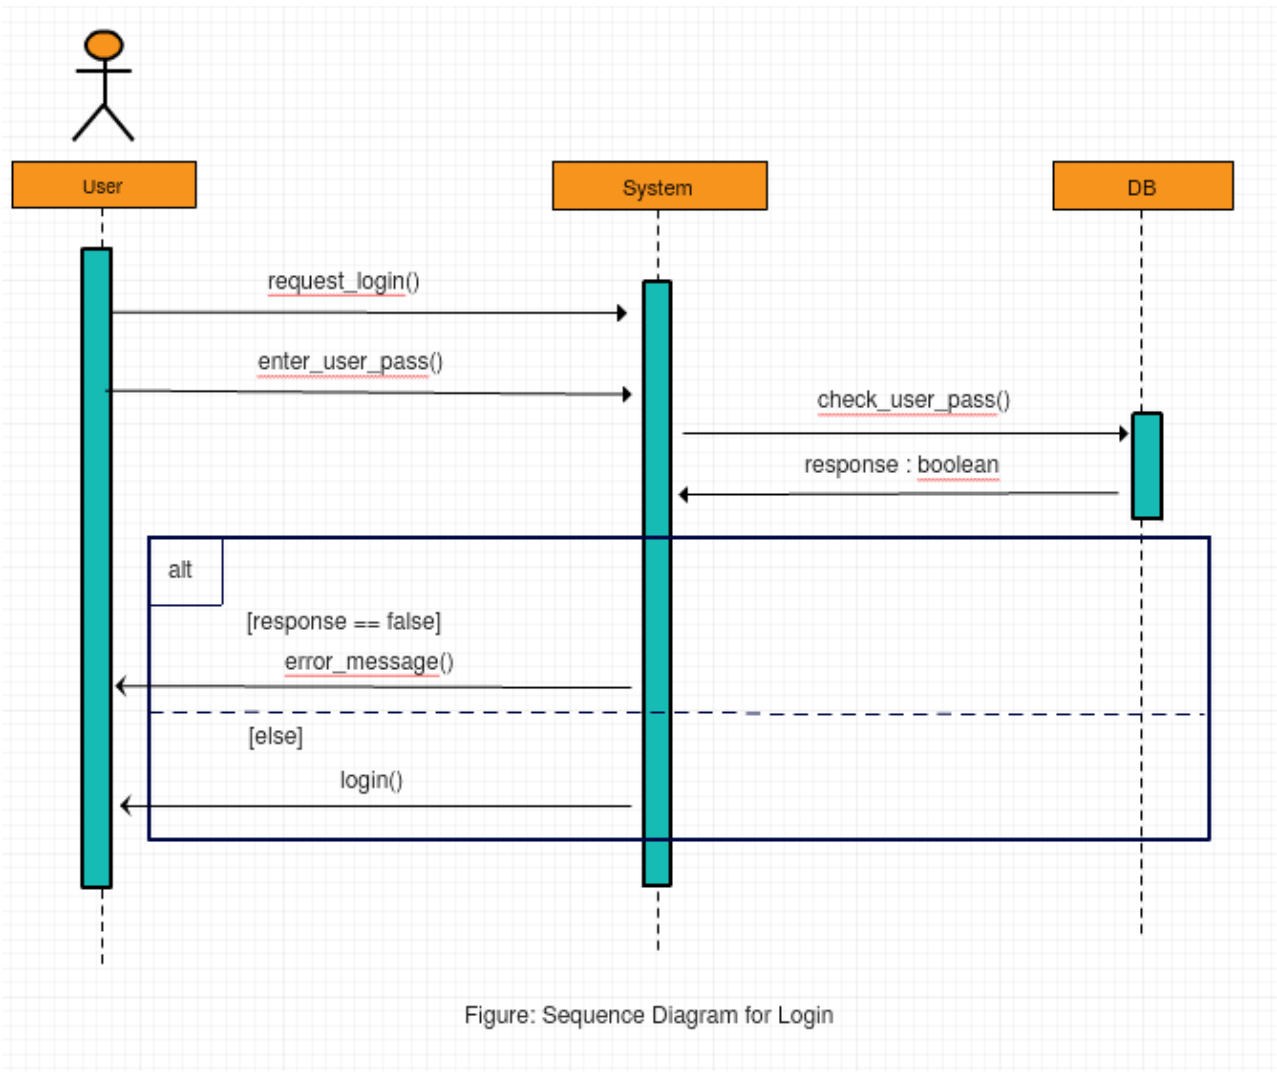 User
System
DB
request_login()
enter_user_pass()
check_user_pass()
response : boolean
alt
[response == false]
error_message()
[else]
login()
Figure: Sequence Diagram for Login